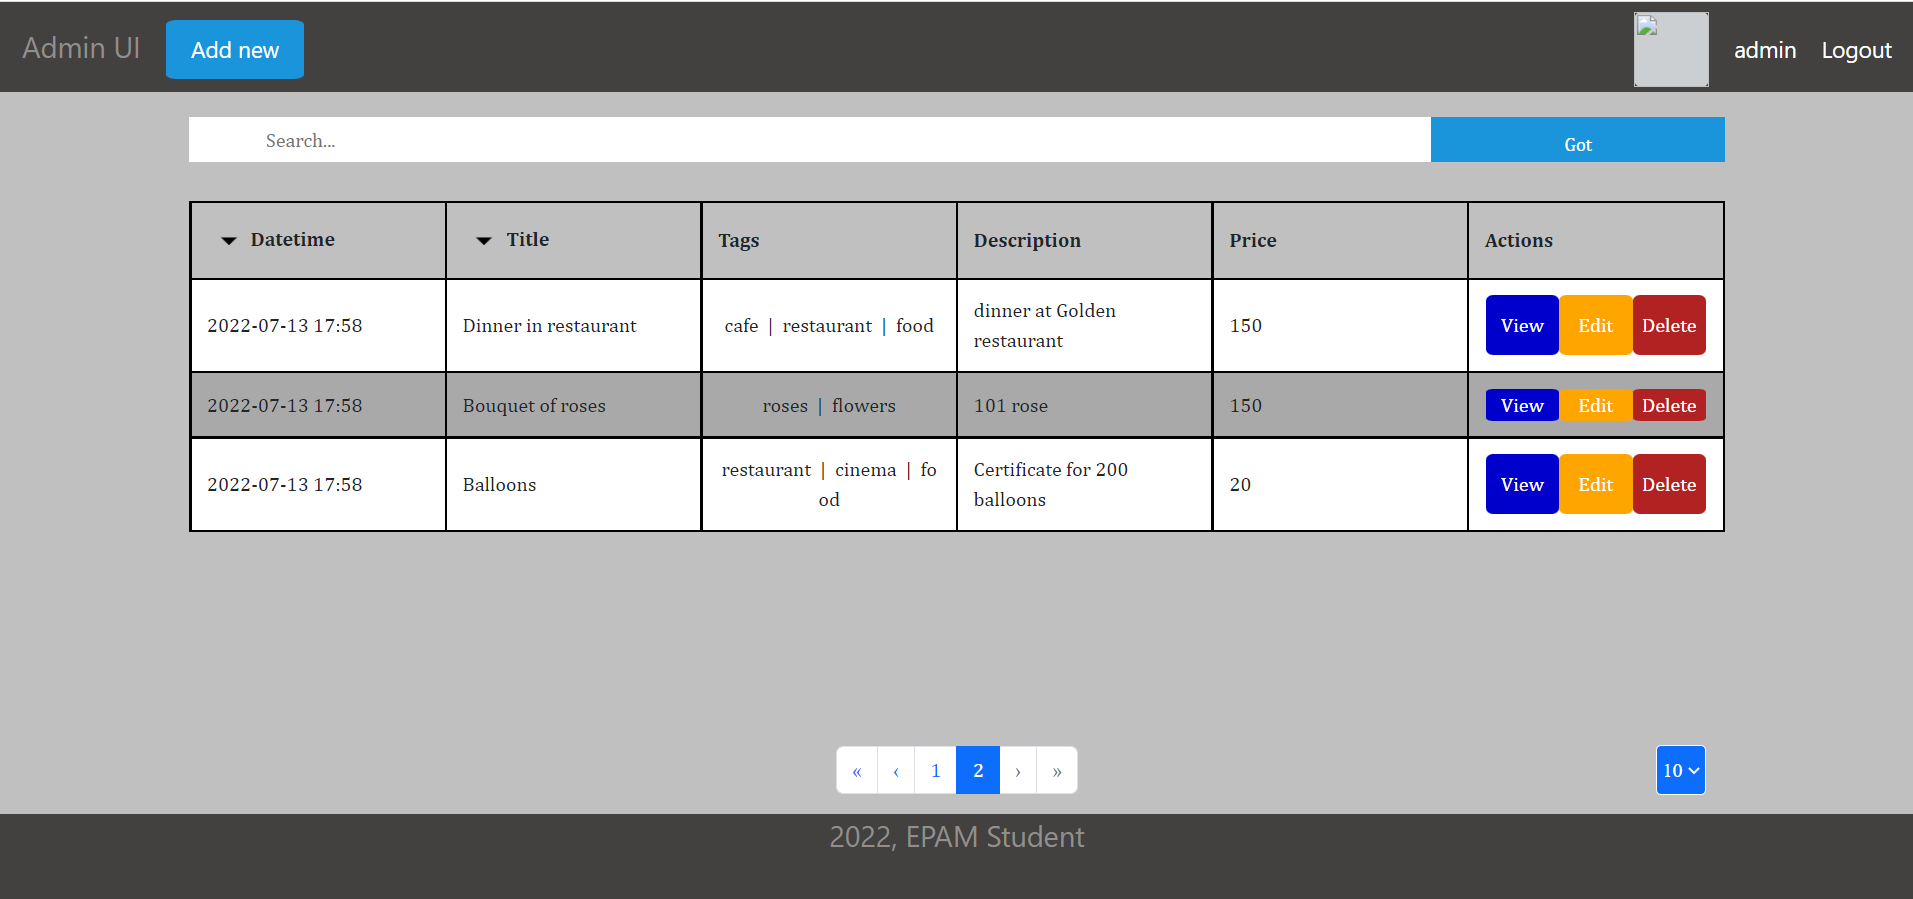 Admin UI Add new admin Logout
Search... Got
Datetime Title Tags Description Price Actions
2022-07-13 17:58 Dinner in restaurant cafe | restaurant | food dinner at Golden 150 View Edit Delete
restaurant
2022-07-13 17:58 Bouquet of roses roses | flowers 101 rose 150 View Edit Delete
2022-07-13 17:58 Balloons restaurant | cinema | fo Certificate for 200 20 View Edit Delete
od balloons
« ‹ 1 2 › » 10
2022, EPAM Student